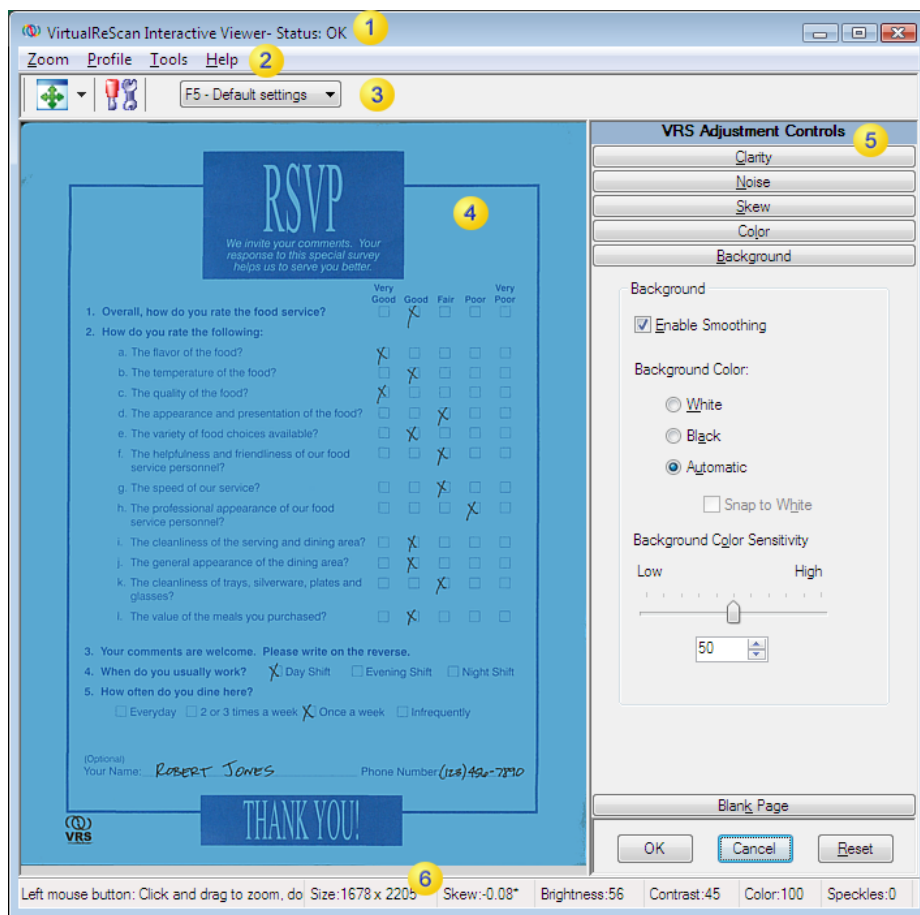 VirtualReScan Interactive Viewer- Status: OK 1
Zoom Profile Tools Help 2
F5 - Default settings 3
VRS Adjustment Controls 5
Clarity
Noise
Skew
Color
Background
Background
Enable Smoothing
Background Color:
White
Black
Automatic
Snap to White
Background Color Sensitivity
Low High
50
Blank Page
OK Cancel Reset
4
RSVP
We invite your comments. Your
response to this special survey
helps us to serve you better.
Very Good Good Fair Poor Very Poor
1. Overall, how do you rate the food service?
2. How do you rate the following:
a. The flavor of the food?
b. The temperature of the food?
c. The quality of the food?
d. The appearance and presentation of the food?
e. The variety of food choices available?
f. The helpfulness and friendliness of our food
service personnel?
g. The speed of our service?
h. The professional appearance of our food
service personnel?
i. The cleanliness of the serving and dining area?
j. The general appearance of the dining area?
k. The cleanliness of trays, silverware, plates and
glasses?
l. The value of the meals you purchased?
3. Your comments are welcome. Please write on the reverse.
4. When do you usually work? X Day Shift Evening Shift Night Shift
5. How often do you dine here?
Everyday 2 or 3 times a week X Once a week Infrequently
(Optional)
Your Name: ROBERT JONES Phone Number (123) 456-7890
THANK YOU!
VRS
6
Left mouse button: Click and drag to zoom, do Size:1678 x 2205 Skew:-0.08° Brightness:56 Contrast:45 Color:100 Speckles:0